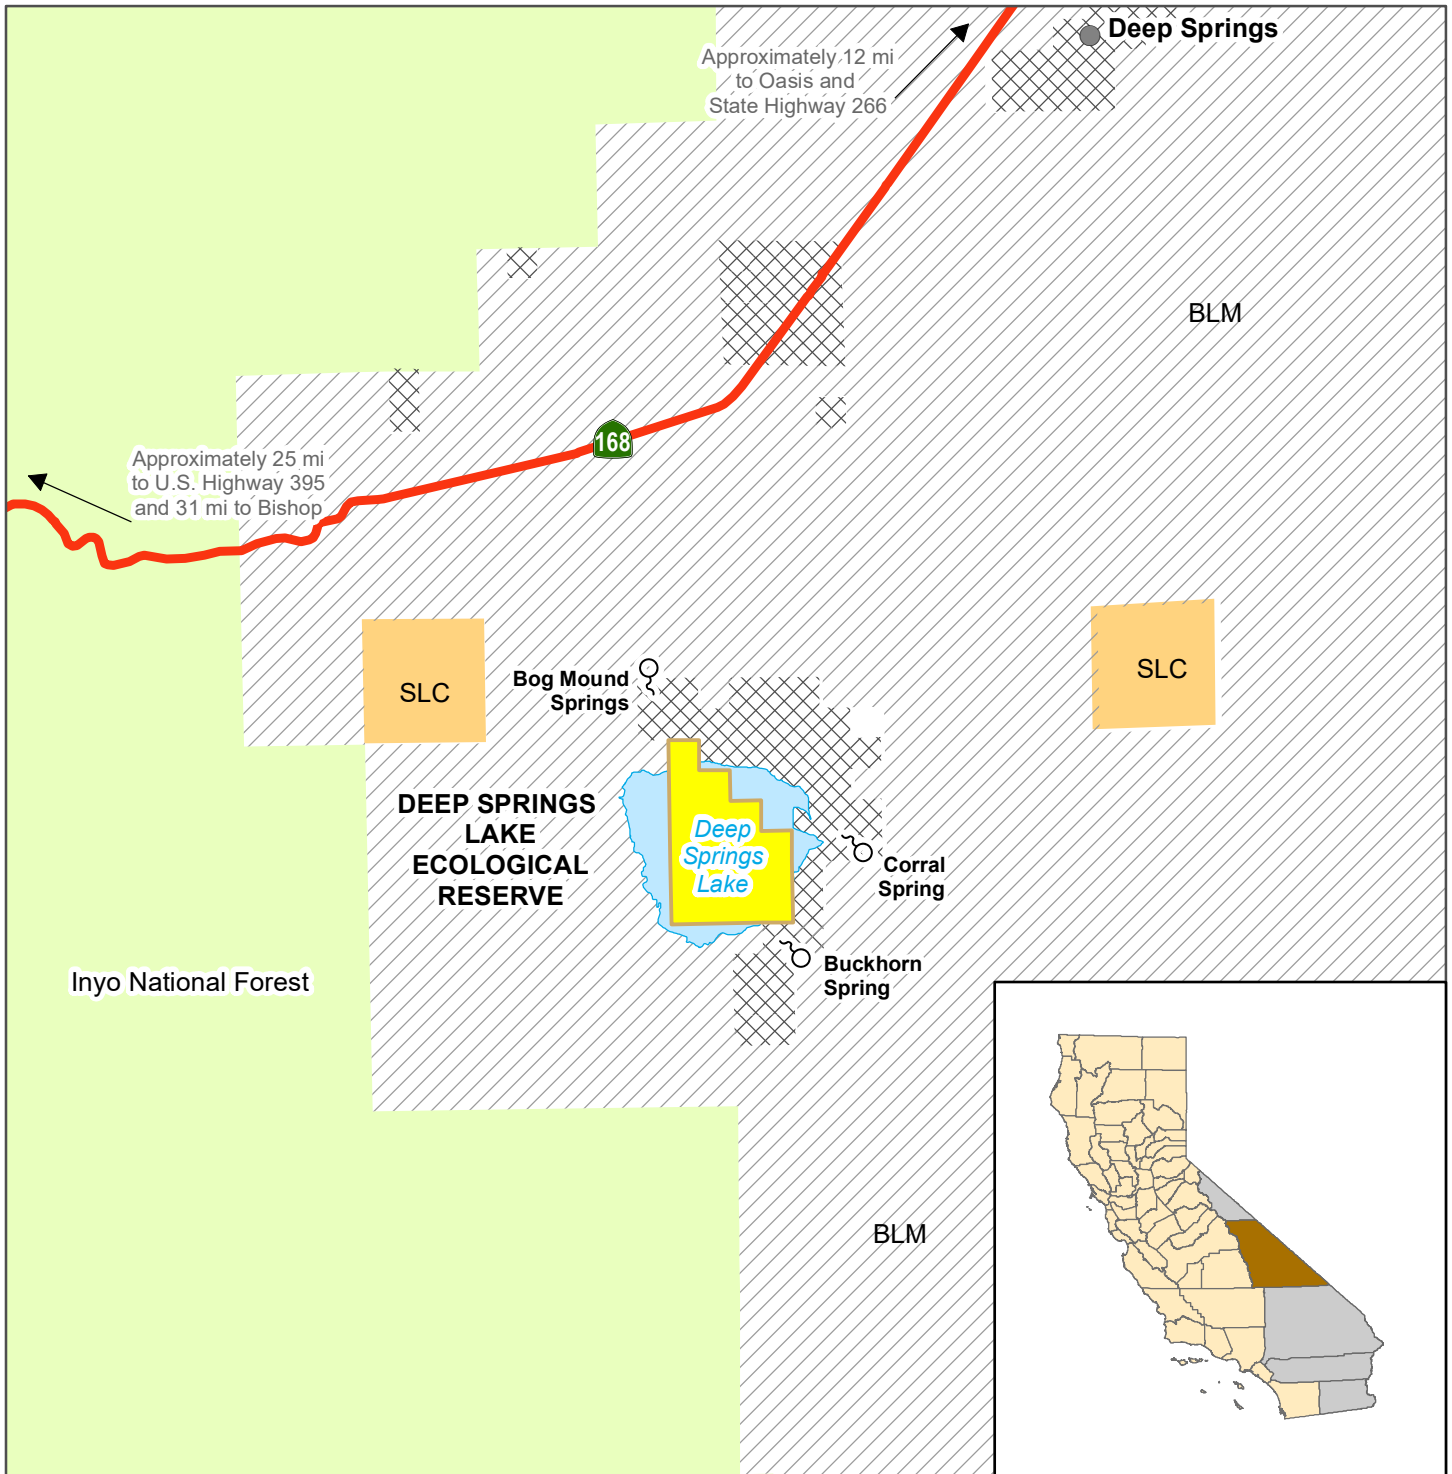 Deep Springs
Approximately 12 mi
to Oasis and
State Highway 266
BLM
168
Approximately 25 mi
to U.S. Highway 395
and 31 mi to Bishop
SLC
SLC
Bog Mound
Springs
DEEP SPRINGS
LAKE
ECOLOGICAL
RESERVE
Deep
Springs
Lake
Corral
Spring
Buckhorn
Spring
Inyo National Forest
BLM